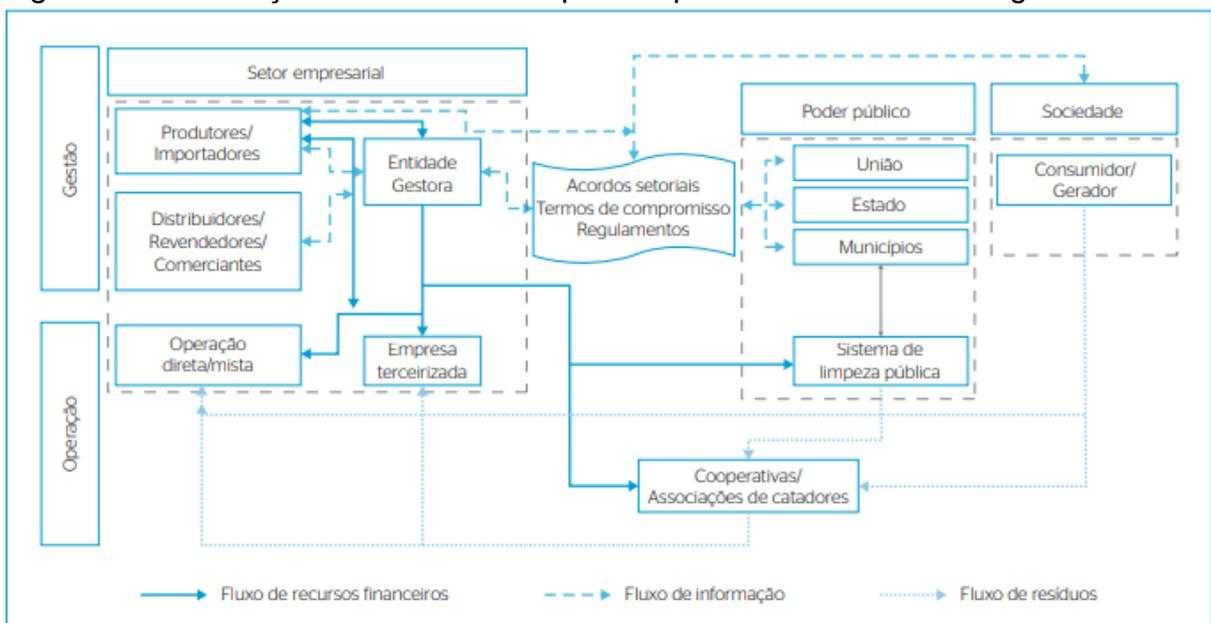 Setor empresarial
Poder público
Sociedade
Gestão
Produtores/
Importadores
Entidade
Gestora
Acordos setoriais
Termos de compromisso
Regulamentos
União
Estado
Municípios
Consumidor/
Gerador
Distribuidores/
Revendedores/
Comerciantes
Operação
Operação
direta/mista
Empresa
terceirizada
Sistema de
limpeza pública
Cooperativas/
Associações de catadores
Fluxo de recursos financeiros
Fluxo de informação
Fluxo de resíduos